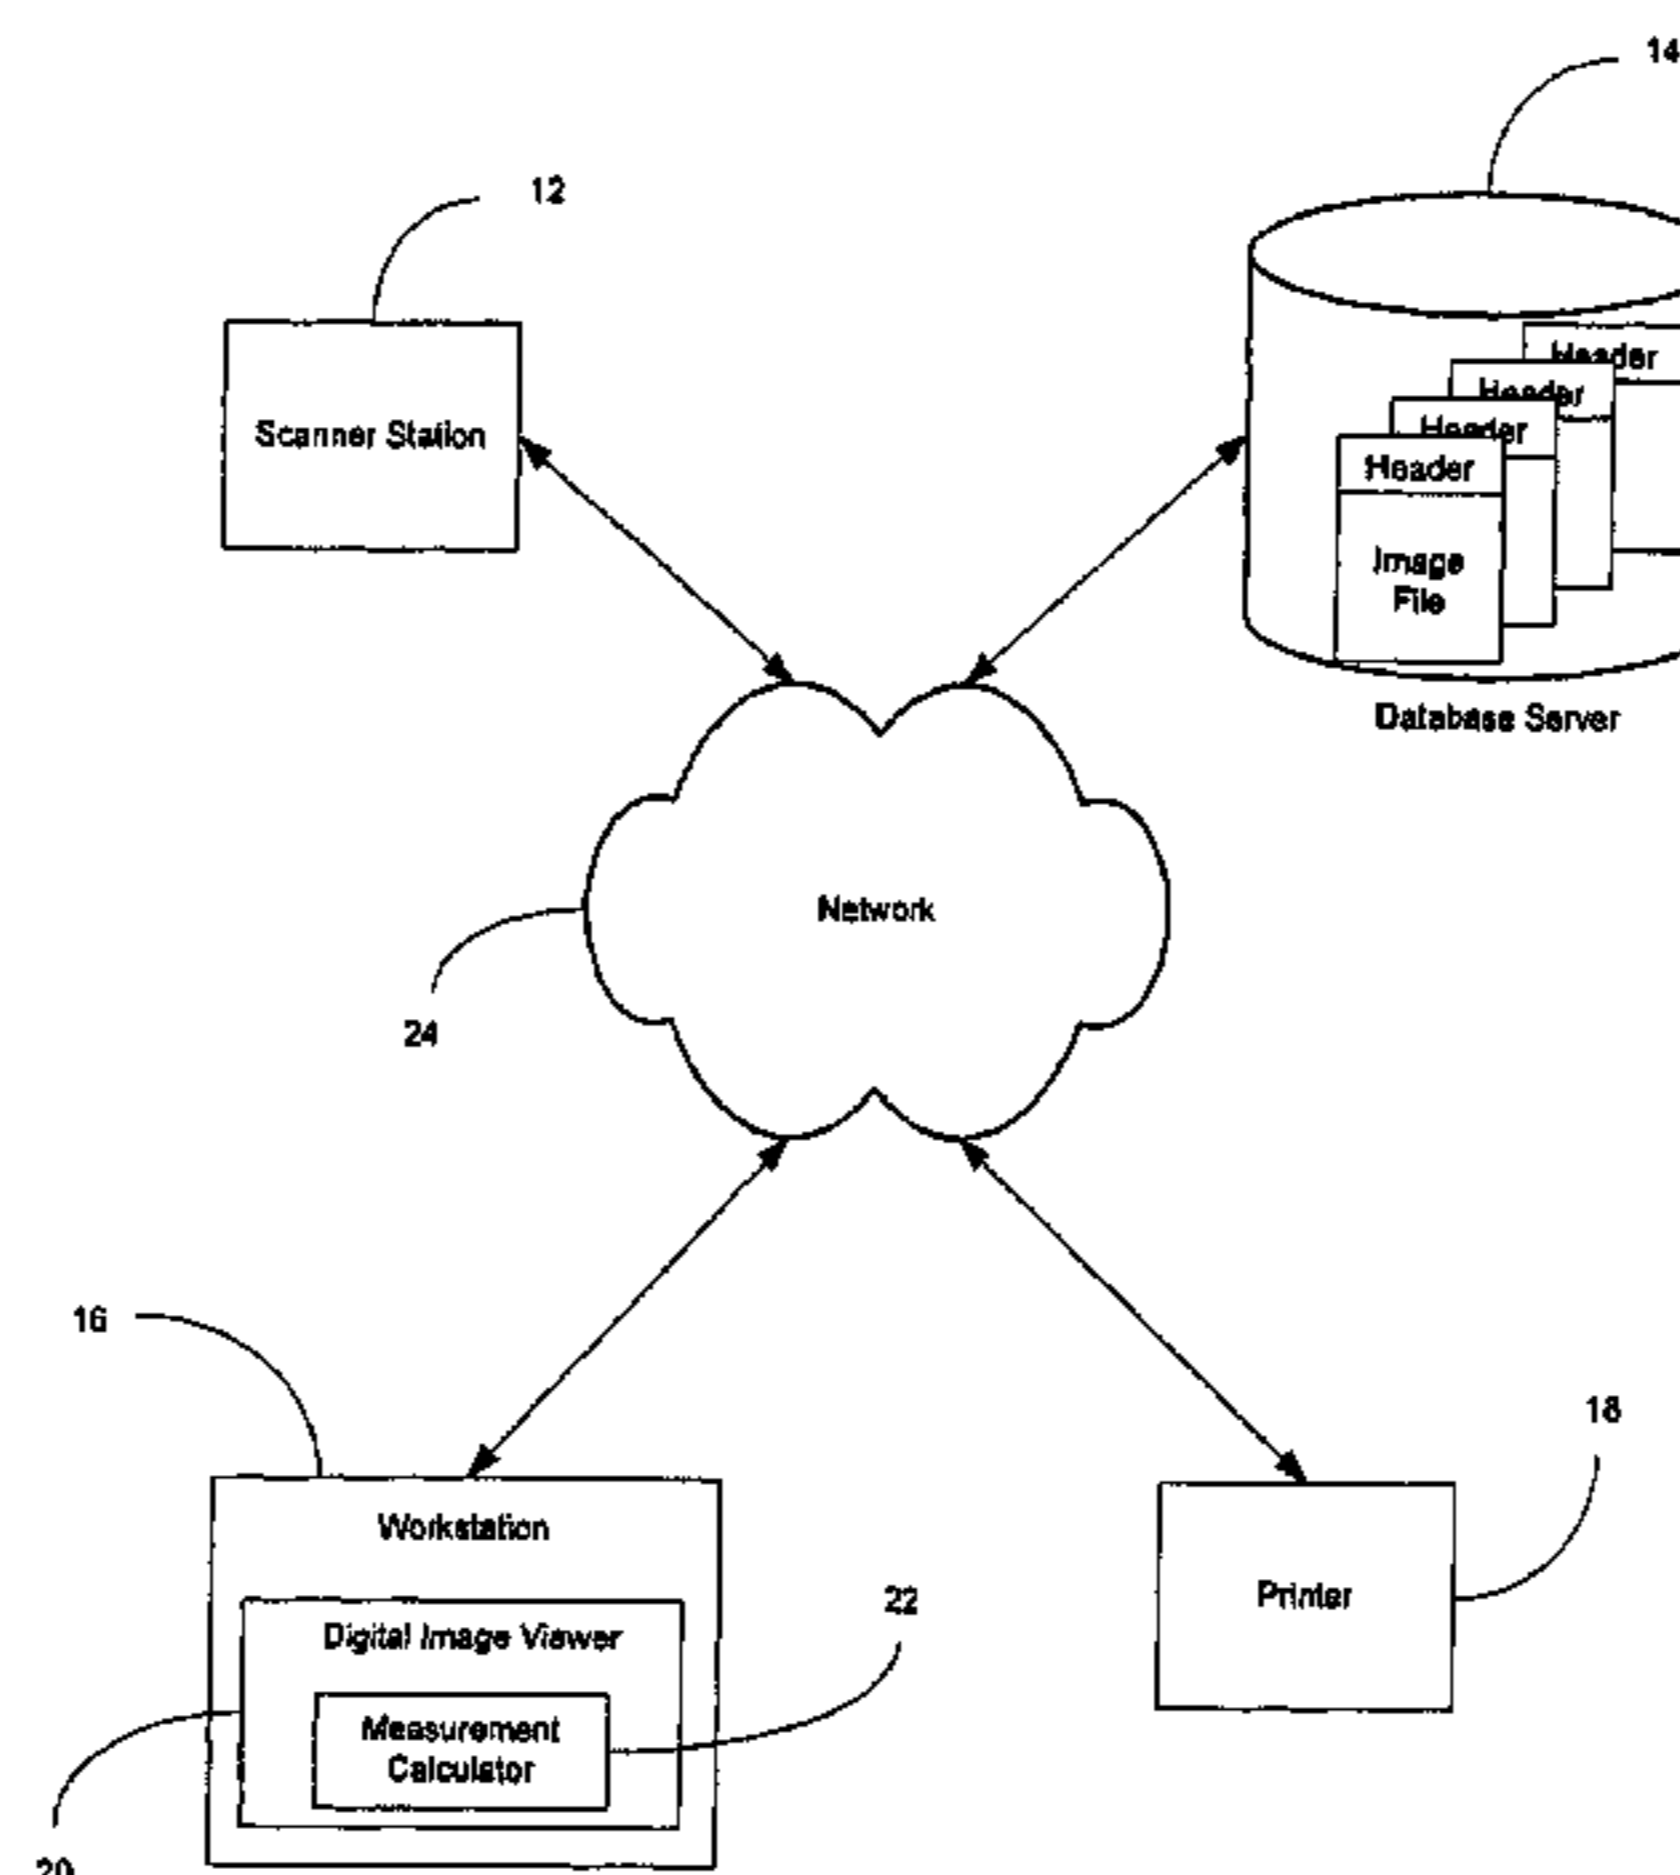 14
12
Scanner Station
Header
Header
Header
Header
Image
File
Database Server
Network
24
16
18
Workstation
22
Printer
Digital Image Viewer
Measurement
Calculator
20